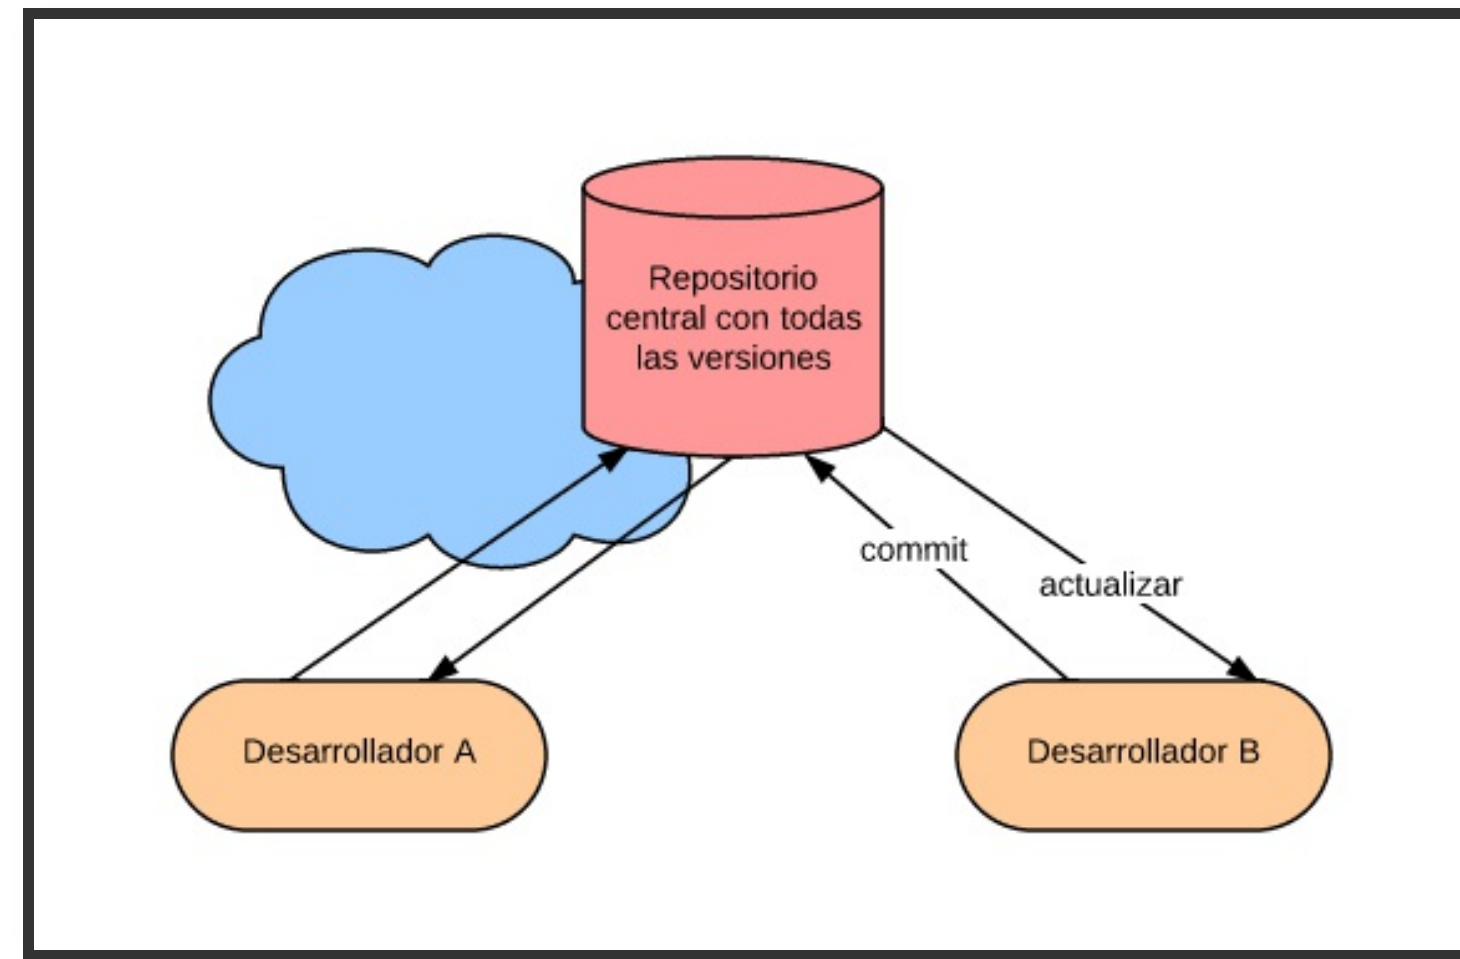 Repositorio
central con todas
las versiones
commit
actualizar
Desarrollador A
Desarrollador B